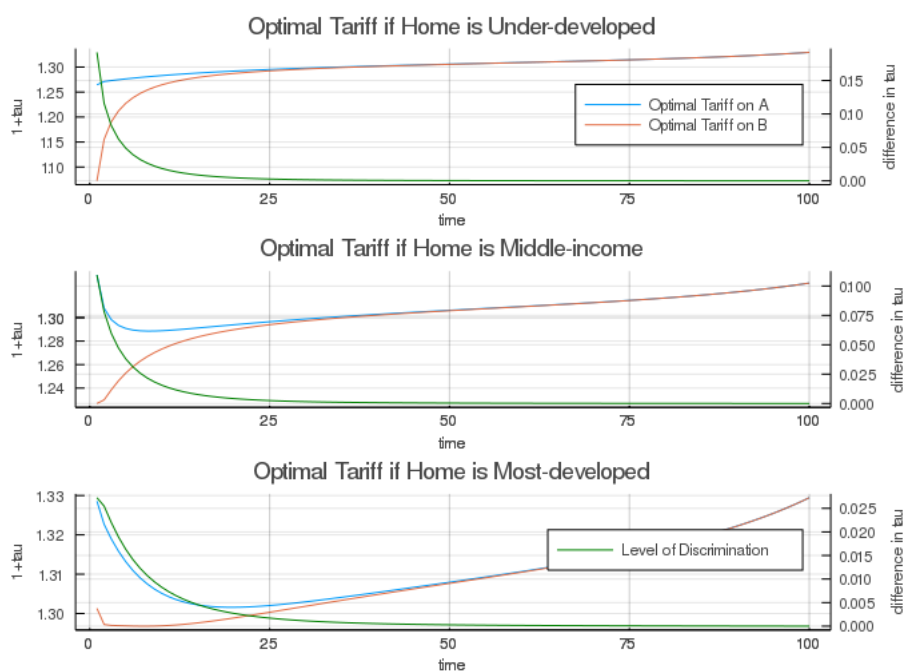 Optimal Tariff if Home is Under-developed
1.30
1.25
1.20
1.15
1.10
1+tau
0.15
0.10
0.05
0.00
difference in tau
Optimal Tariff on A
Optimal Tariff on B
0 25 50 75 100
time
Optimal Tariff if Home is Middle-income
1.30
1.28
1.26
1.24
1+tau
0.100
0.075
0.050
0.025
0.000
difference in tau
0 25 50 75 100
time
Optimal Tariff if Home is Most-developed
1.33
1.32
1.31
1.30
1+tau
0.025
0.020
0.015
0.010
0.005
0.000
difference in tau
Level of Discrimination
0 25 50 75 100
time